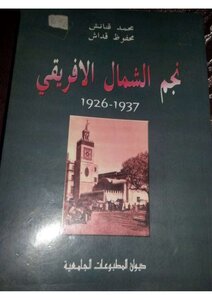 محمد قنانش
محفوظ قداش
نجم الشمال الافريقي
1926-1937
ديوان المطبوعات الجامعية